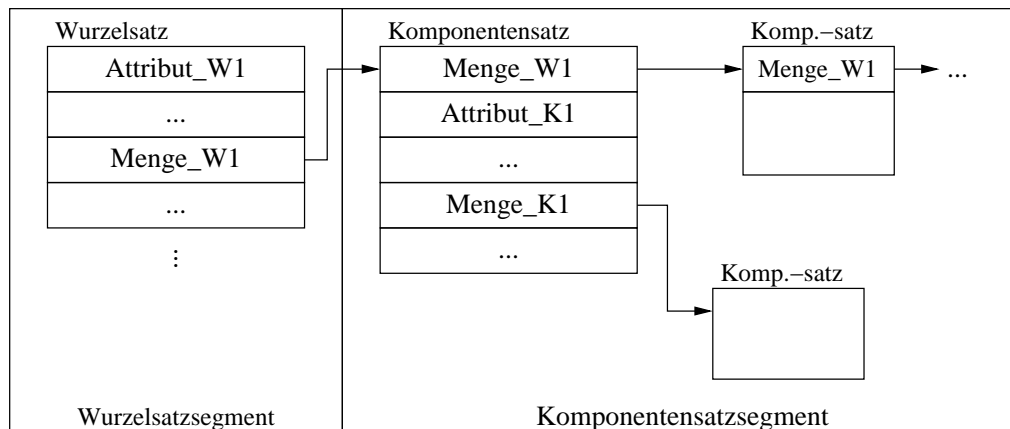 Wurzelsatz
Attribut_W1
...
Menge_W1
...
⋮
Wurzelsatzsegment
Komponentensatz
Menge_W1
Attribut_K1
...
Menge_K1
...
Komp.−satz
Menge_W1
...
Komp.−satz
Komponentensatzsegment